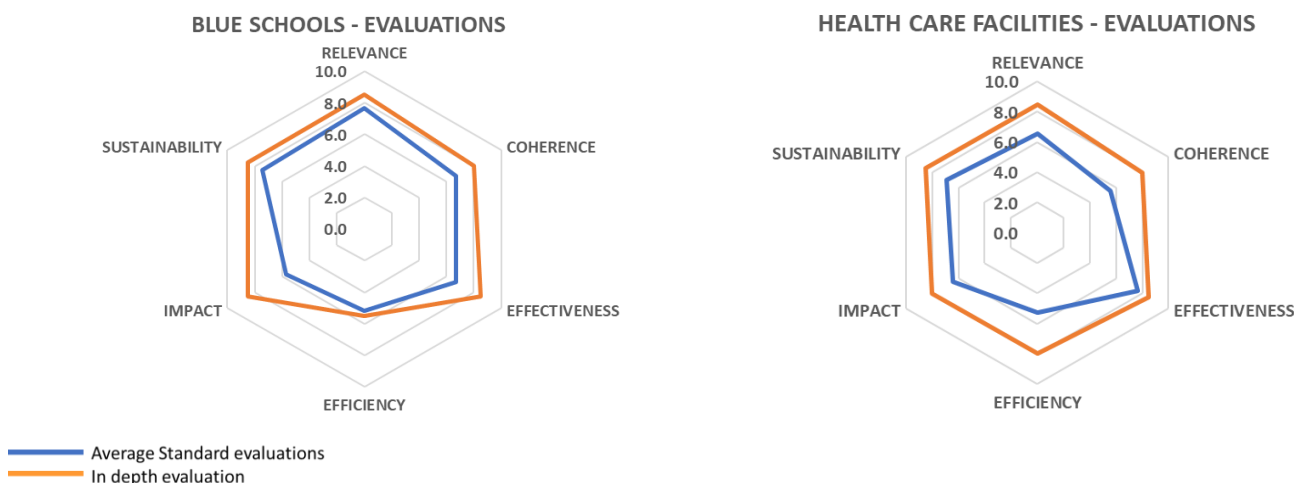 BLUE SCHOOLS - EVALUATIONS
RELEVANCE
10.0
8.0
6.0
4.0
2.0
0.0
SUSTAINABILITY
COHERENCE
IMPACT
EFFECTIVENESS
EFFICIENCY
HEALTH CARE FACILITIES - EVALUATIONS
RELEVANCE
10.0
8.0
6.0
4.0
2.0
0.0
SUSTAINABILITY
COHERENCE
IMPACT
EFFECTIVENESS
EFFICIENCY
Average Standard evaluations
In depth evaluation